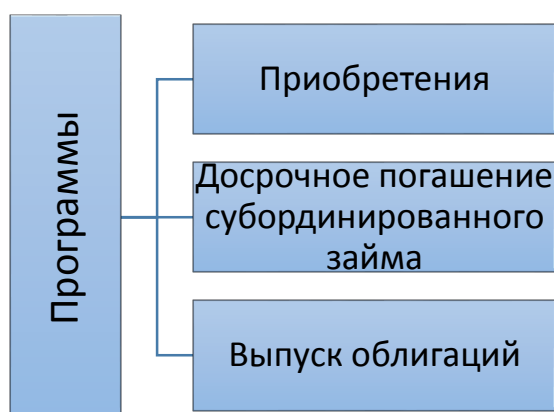 Программы
Приобретения
Досрочное погашение
субординированного
займа
Выпуск облигаций